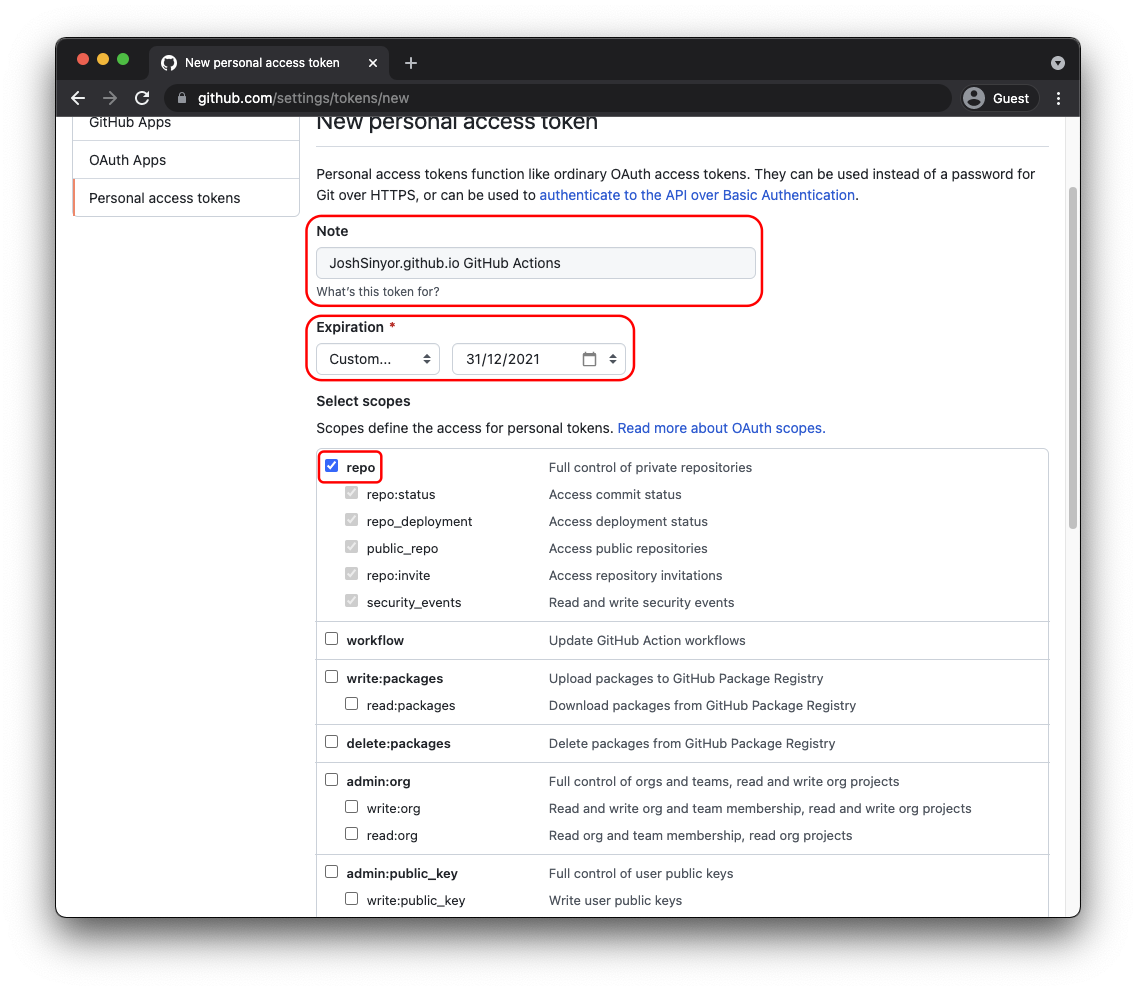 New personal access token
github.com/settings/tokens/new
Guest
GitHub Apps
OAuth Apps
Personal access tokens
New personal access token
Personal access tokens function like ordinary OAuth access tokens. They can be used instead of a password for
Git over HTTPS, or can be used to authenticate to the API over Basic Authentication.
Note
JoshSinyor.github.io GitHub Actions
What's this token for?
Expiration *
Custom... 31/12/2021
Select scopes
Scopes define the access for personal tokens. Read more about OAuth scopes.
repo Full control of private repositories
repo:status Access commit status
repo_deployment Access deployment status
public_repo Access public repositories
repo:invite Access repository invitations
security_events Read and write security events
workflow Update GitHub Action workflows
write:packages Upload packages to GitHub Package Registry
read:packages Download packages from GitHub Package Registry
delete:packages Delete packages from GitHub Package Registry
admin:org Full control of orgs and teams, read and write org projects
write:org Read and write org and team membership, read and write org projects
read:org Read org and team membership, read org projects
admin:public_key Full control of user public keys
write:public_key Write user public keys